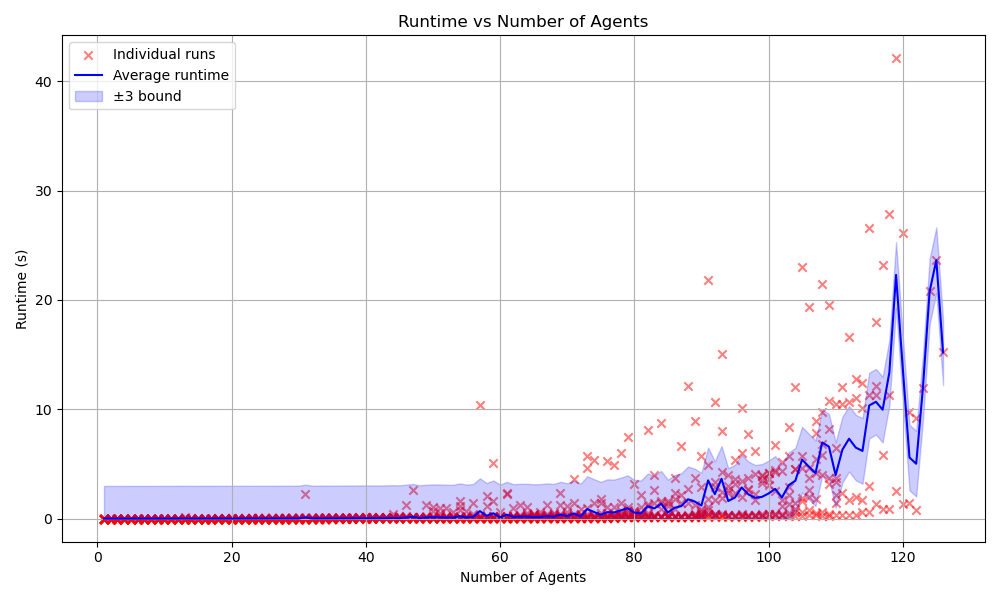 Runtime vs Number of Agents
Individual runs
Average runtime
±3 bound
Runtime (s)
40
30
20
10
0
0 20 40 60 80 100 120
Number of Agents